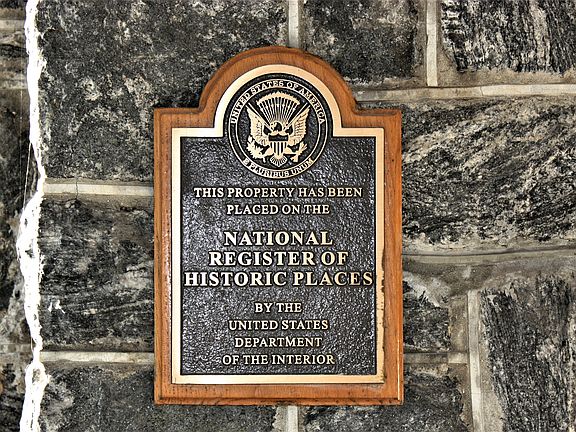 UNITED STATES OF AMERICA
E PLURIBUS UNUM
THIS PROPERTY HAS BEEN
PLACED ON THE
NATIONAL
REGISTER OF
HISTORIC PLACES
BY THE
UNITED STATES
DEPARTMENT
OF THE INTERIOR